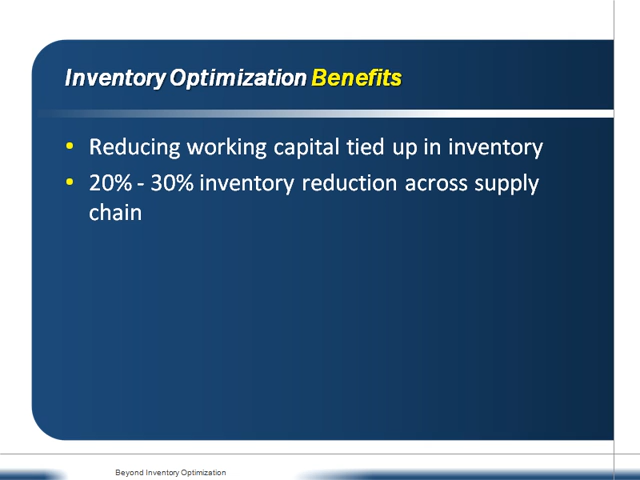 Inventory Optimization Benefits
• Reducing working capital tied up in inventory
• 20% - 30% inventory reduction across supply
chain
Beyond Inventory Optimization